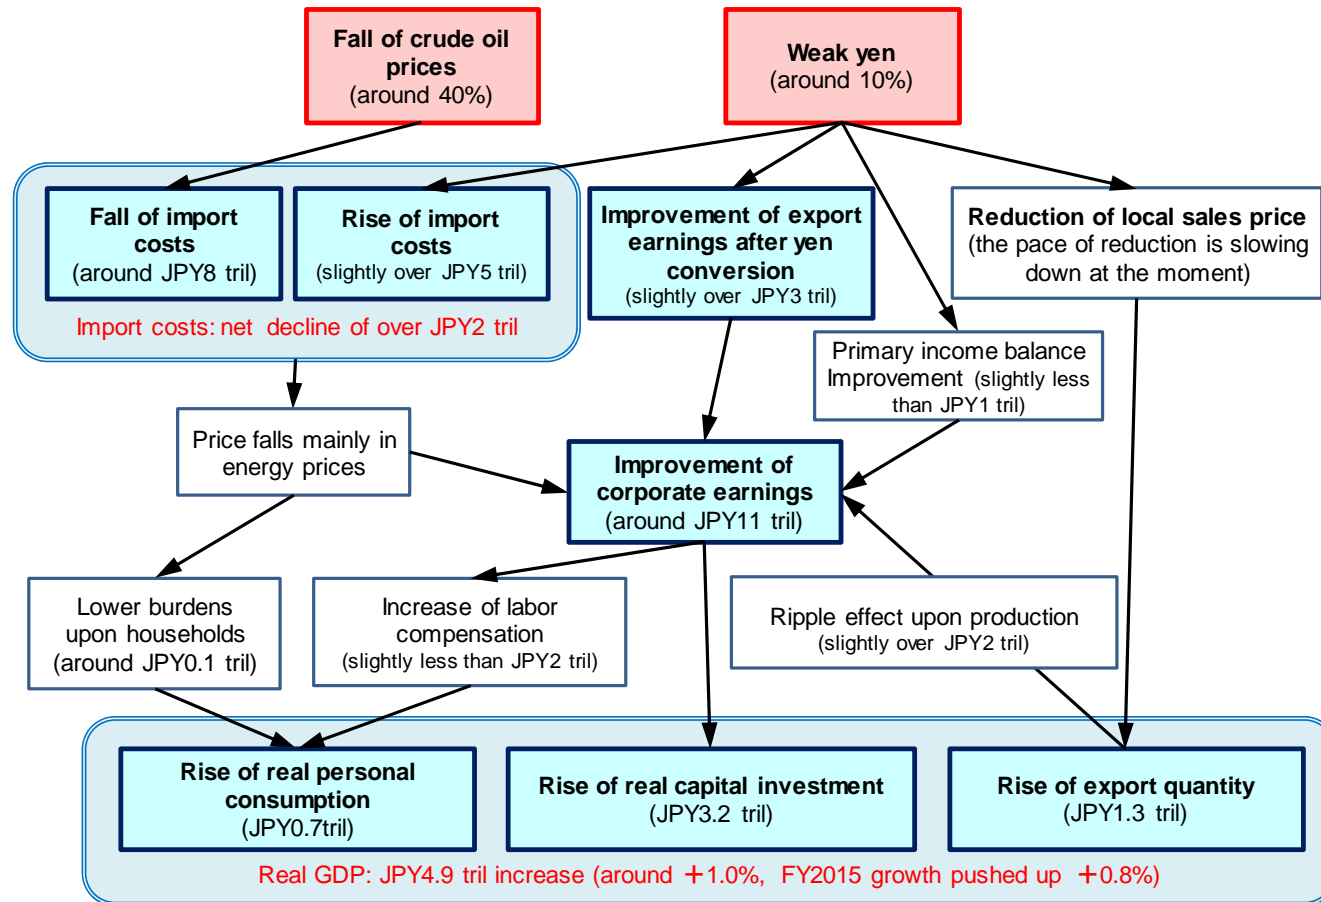 Fall of crude oil
prices
(around 40%)
Weak yen
(around 10%)
Fall of import
costs
(around JPY8 tril)
Rise of import
costs
(slightly over JPY5 tril)
Import costs: net decline of over JPY2 tril
Improvement of export
earnings after yen
conversion
(slightly over JPY3 tril)
Reduction of local sales price
(the pace of reduction is slowing
down at the moment)
Primary income balance
Improvement (slightly less
than JPY1 tril)
Price falls mainly in
energy prices
Improvement of
corporate earnings
(around JPY11 tril)
Lower burdens
upon households
(around JPY0.1 tril)
Increase of labor
compensation
(slightly less than JPY2 tril)
Ripple effect upon production
(slightly over JPY2 tril)
Rise of real personal
consumption
(JPY0.7tril)
Rise of real capital investment
(JPY3.2 tril)
Rise of export quantity
(JPY1.3 tril)
Real GDP: JPY4.9 tril increase (around +1.0%, FY2015 growth pushed up +0.8%)